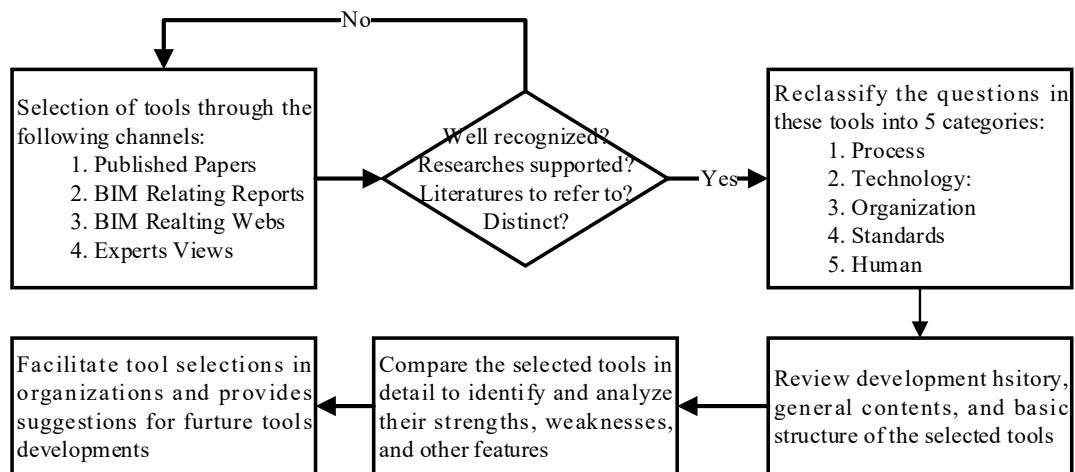 No
Selection of tools through the
following channels:
1. Published Papers
2. BIM Relating Reports
3. BIM Realting Webs
4. Experts Views
Well recognized?
Researches supported?
Literatures to refer to?
Distinct?
Yes
Reclassify the questions in
these tools into 5 categories:
1. Process
2. Technology:
3. Organization
4. Standards
5. Human
Review development hsitory,
general contents, and basic
structure of the selected tools
Compare the selected tools in
detail to identify and analyze
their strengths, weaknesses,
and other features
Facilitate tool selections in
organizations and provides
suggestions for furture tools
developments